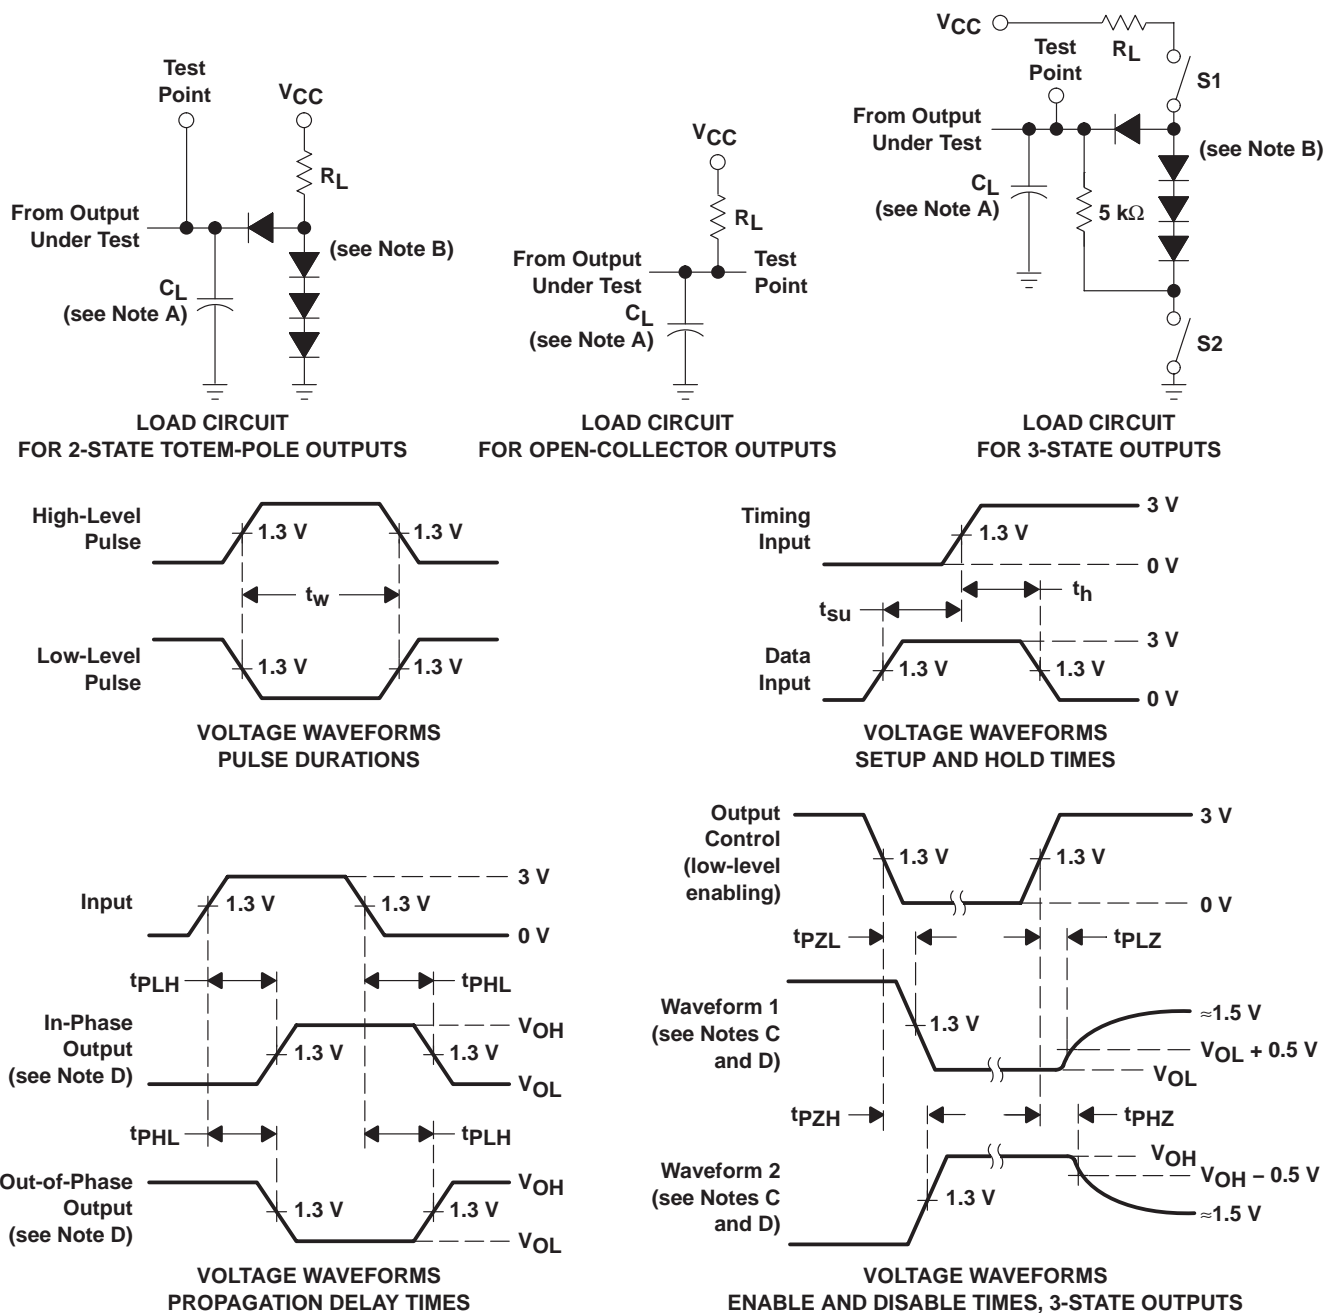 Test
Point
VCC
RL
From Output
Under Test
(see Note B)
CL
(see Note A)
LOAD CIRCUIT
FOR 2-STATE TOTEM-POLE OUTPUTS
VCC
RL
From Output
Under Test
Test
Point
CL
(see Note A)
LOAD CIRCUIT
FOR OPEN-COLLECTOR OUTPUTS
VCC
RL
Test
Point
S1
From Output
Under Test
(see Note B)
CL
(see Note A)
5 kΩ
S2
LOAD CIRCUIT
FOR 3-STATE OUTPUTS
High-Level
Pulse
1.3 V
1.3 V
tw
Low-Level
Pulse
1.3 V
1.3 V
VOLTAGE WAVEFORMS
PULSE DURATIONS
Timing
Input
1.3 V
3 V
0 V
th
tsu
Data
Input
1.3 V
1.3 V
3 V
0 V
VOLTAGE WAVEFORMS
SETUP AND HOLD TIMES
Input
1.3 V
1.3 V
3 V
0 V
tPLH
tPHL
In-Phase
Output
(see Note D)
1.3 V
1.3 V
VOH
VOL
tPHL
tPLH
Out-of-Phase
Output
(see Note D)
1.3 V
1.3 V
VOH
VOL
VOLTAGE WAVEFORMS
PROPAGATION DELAY TIMES
Output
Control
(low-level
enabling)
1.3 V
1.3 V
3 V
0 V
tPZL
tPLZ
Waveform 1
(see Notes C
and D)
1.3 V
≈1.5 V
VOL + 0.5 V
VOL
tPZH
tPHZ
Waveform 2
(see Notes C
and D)
1.3 V
VOH
VOH – 0.5 V
≈1.5 V
VOLTAGE WAVEFORMS
ENABLE AND DISABLE TIMES, 3-STATE OUTPUTS